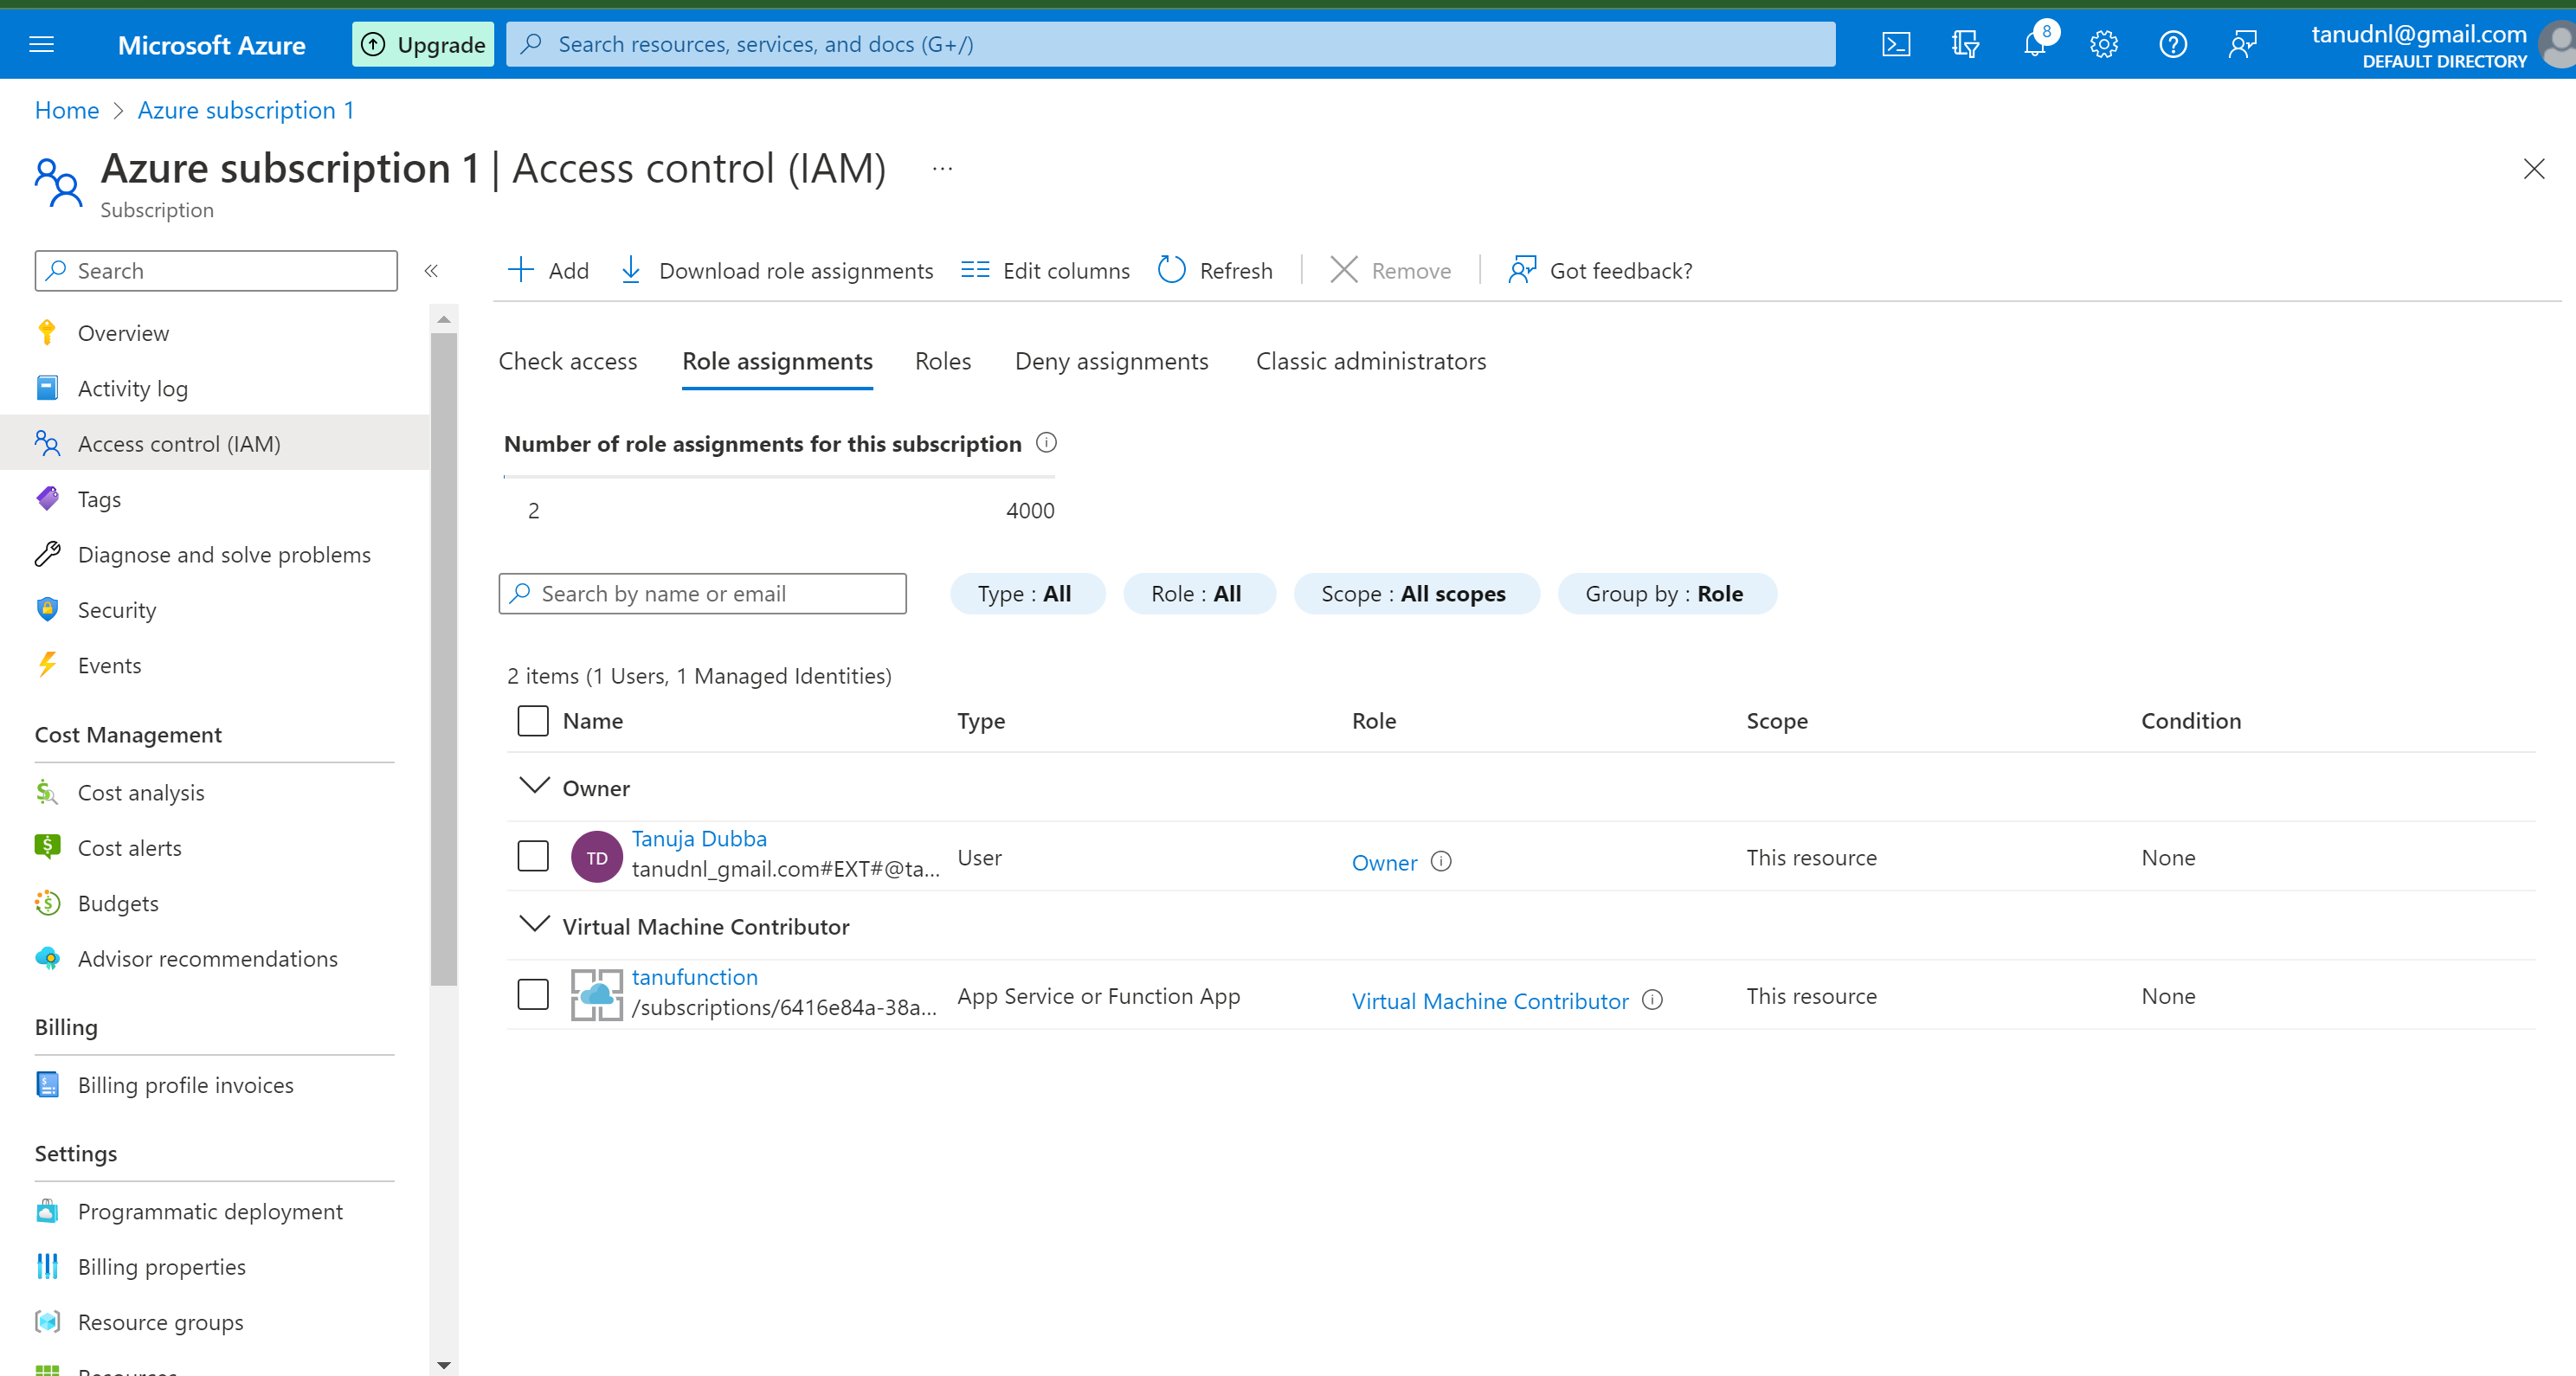 Microsoft Azure
Upgrade
Search resources, services, and docs (G+/)
8
tanudnl@gmail.com
DEFAULT DIRECTORY
Home > Azure subscription 1
Azure subscription 1 | Access control (IAM) ...
Subscription
Search
«
Add
Download role assignments
Edit columns
Refresh
Remove
Got feedback?
Overview
Activity log
Access control (IAM)
Tags
Diagnose and solve problems
Security
Events
Cost Management
Cost analysis
Cost alerts
Budgets
Advisor recommendations
Billing
Billing profile invoices
Settings
Programmatic deployment
Billing properties
Resource groups
Resources
Check access
Role assignments
Roles
Deny assignments
Classic administrators
Number of role assignments for this subscription
2 4000
Search by name or email
Type : All
Role : All
Scope : All scopes
Group by : Role
2 items (1 Users, 1 Managed Identities)
Name Type Role Scope Condition
Owner
TD
Tanuja Dubba
tanudnl_gmail.com#EXT#@ta...
User Owner This resource None
Virtual Machine Contributor
tanufunction
/subscriptions/6416e84a-38a...
App Service or Function App Virtual Machine Contributor This resource None